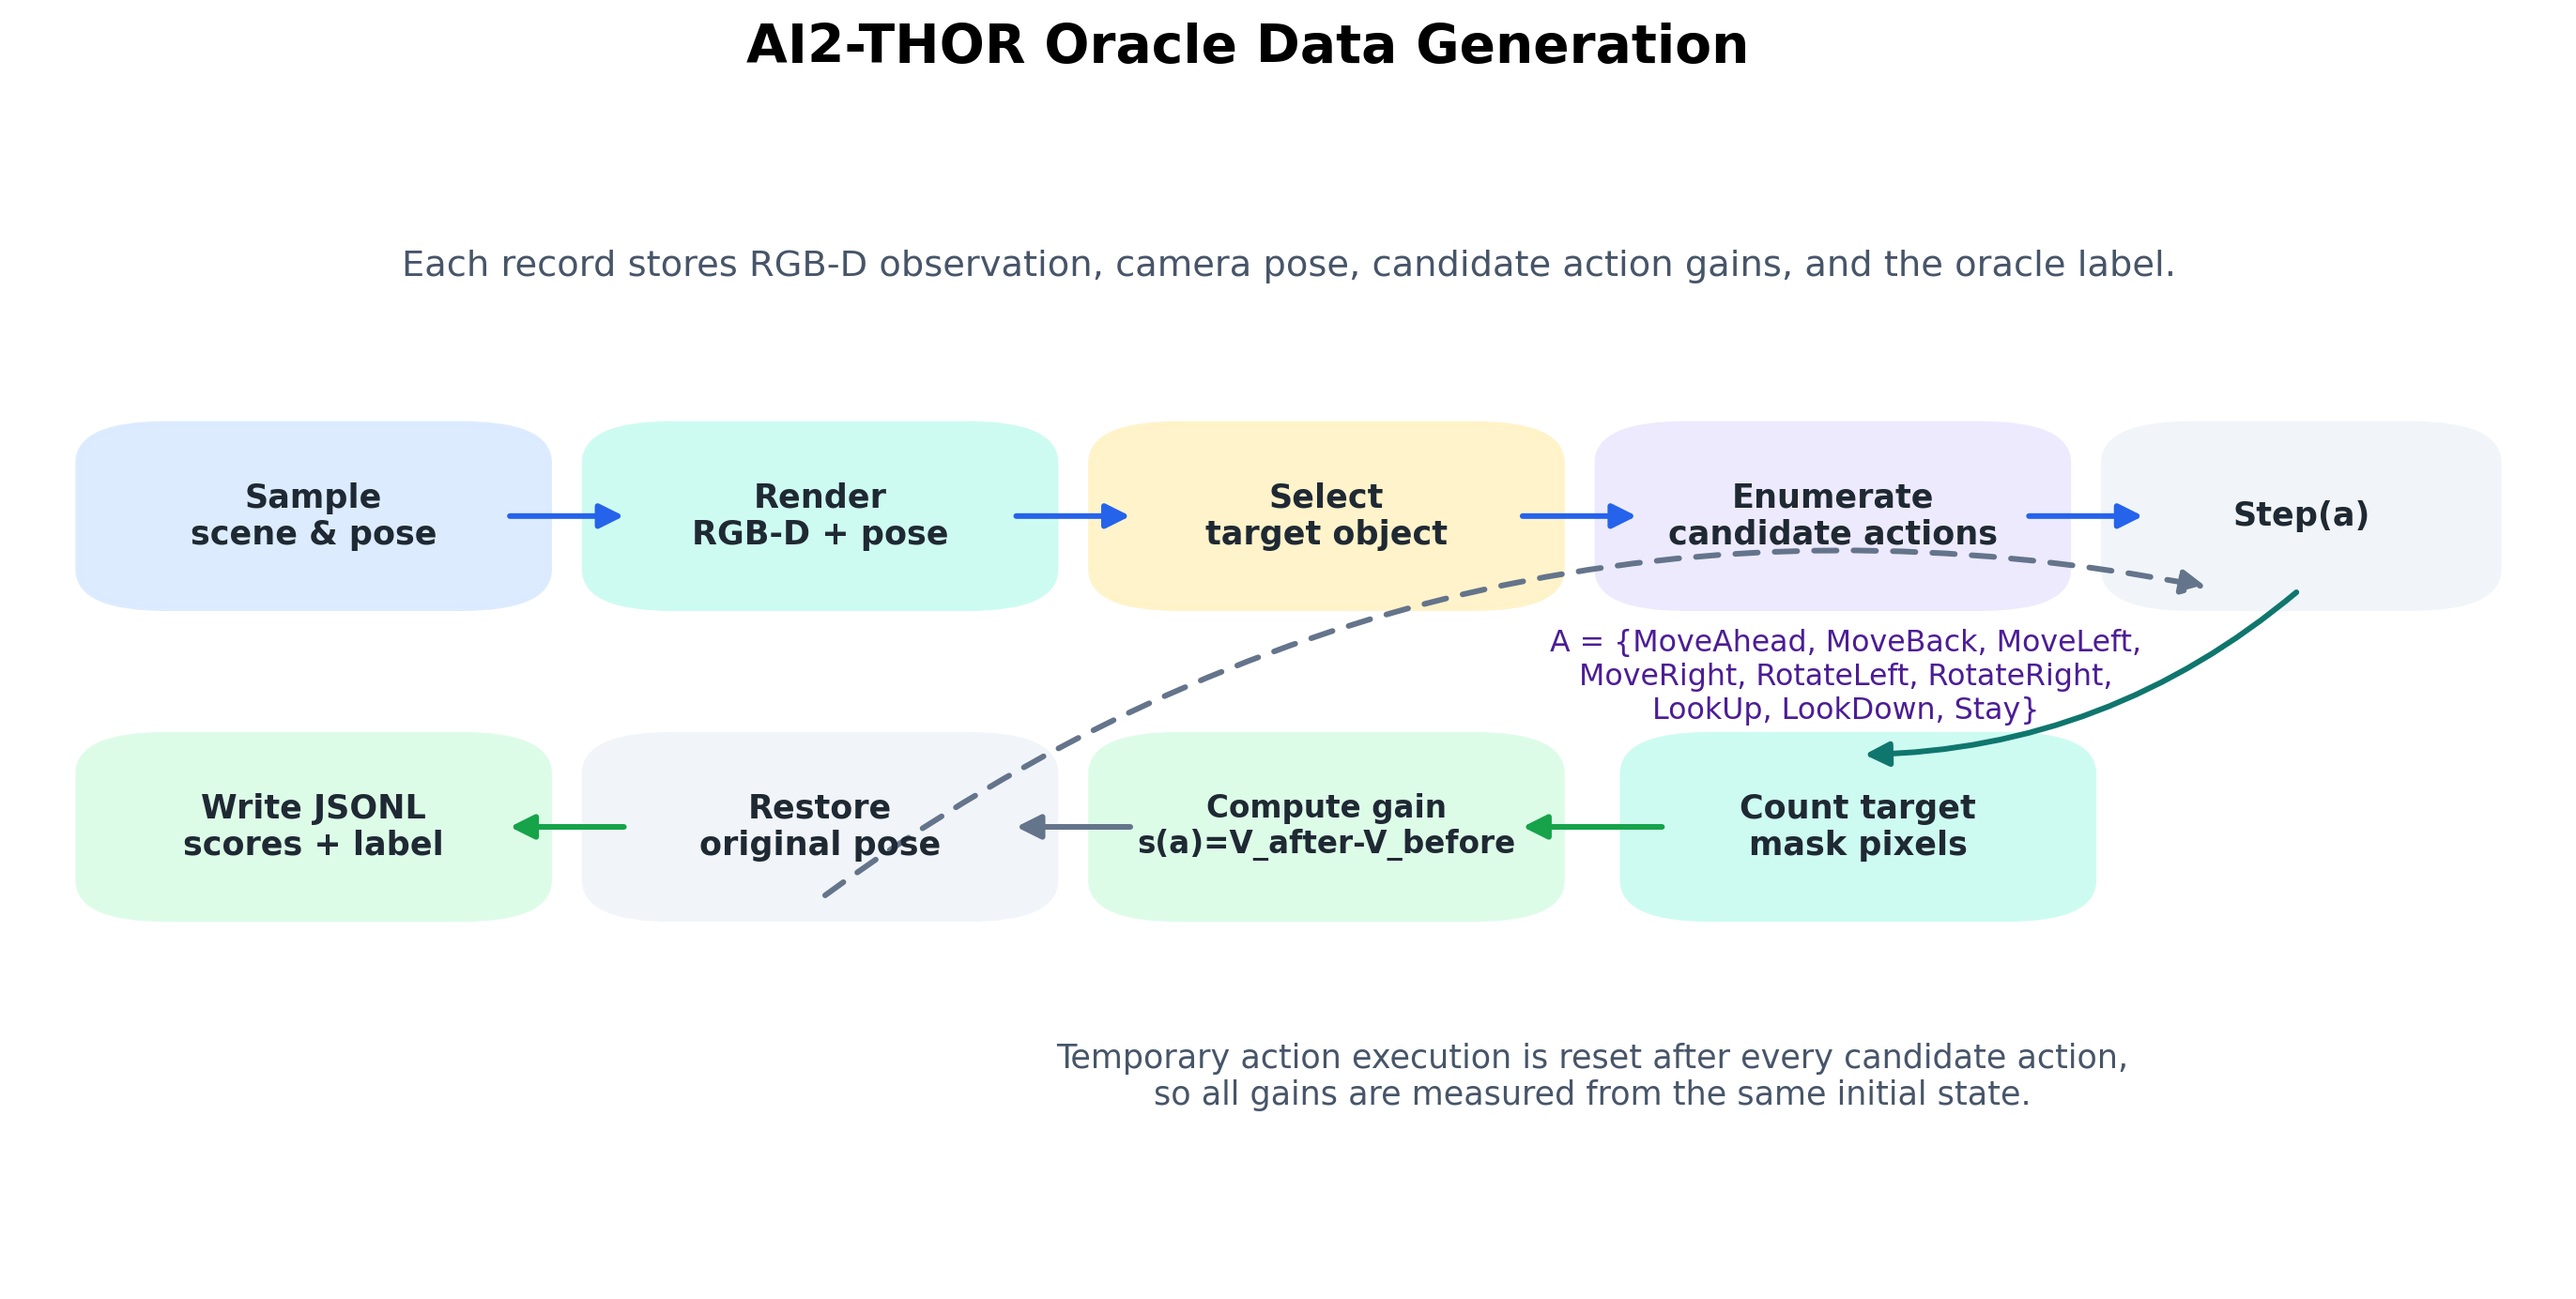 AI2-THOR Oracle Data Generation
Each record stores RGB-D observation, camera pose, candidate action gains, and the oracle label.
Sample
scene & pose
Render
RGB-D + pose
Select
target object
Enumerate
candidate actions
Step(a)
A = {MoveAhead, MoveBack, MoveLeft,
MoveRight, RotateLeft, RotateRight,
LookUp, LookDown, Stay}
Write JSONL
scores + label
Restore
original pose
Compute gain
s(a)=V_after-V_before
Count target
mask pixels
Temporary action execution is reset after every candidate action,
so all gains are measured from the same initial state.